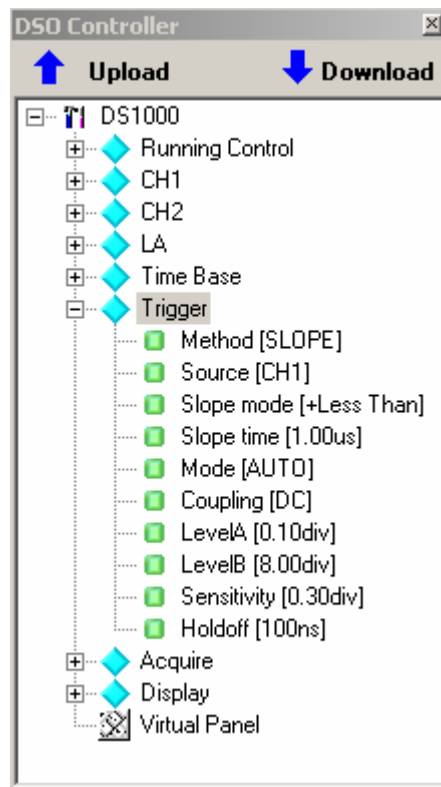 DSO Controller
Upload Download
DS1000
Running Control
CH1
CH2
LA
Time Base
Trigger
Method [SLOPE]
Source [CH1]
Slope mode [+Less Than]
Slope time [1.00us]
Mode [AUTO]
Coupling [DC]
LevelA [0.10div]
LevelB [8.00div]
Sensitivity [0.30div]
Holdoff [100ns]
Acquire
Display
Virtual Panel